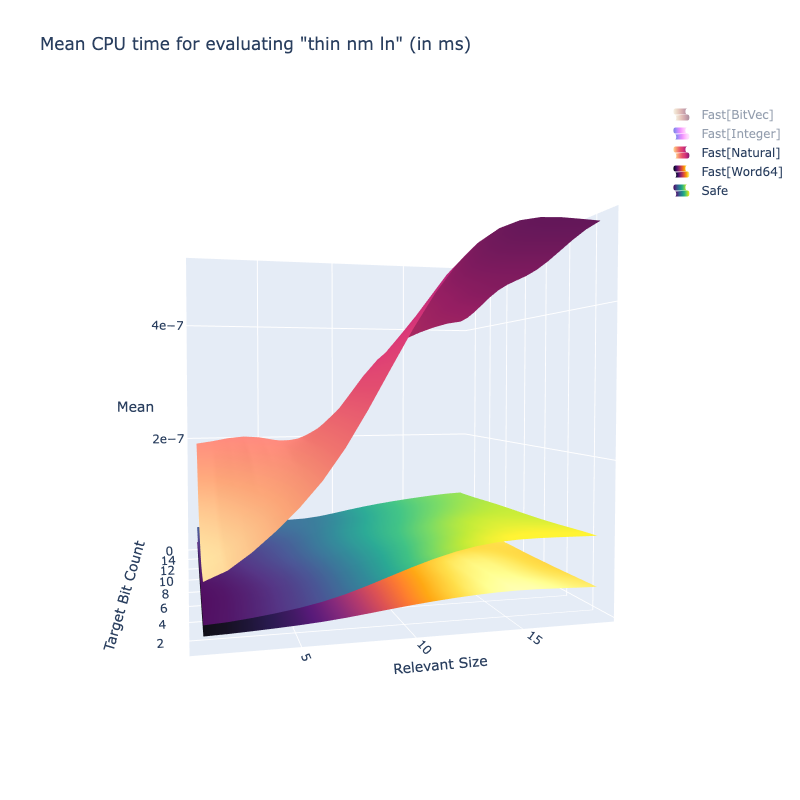 Mean CPU time for evaluating "thin nm ln" (in ms)
Fast[BitVec]
Fast[Integer]
Fast[Natural]
Fast[Word64]
Safe
4e−7
Mean
2e−7
0
14
12
10
8
6
4
2
Target Bit Count
5
10
15
Relevant Size